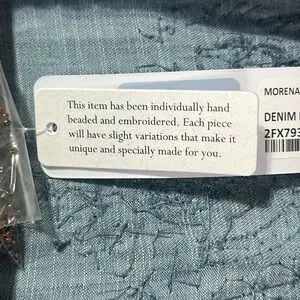 This item has been individually hand
beaded and embroidered. Each piece
will have slight variations that make it
unique and specially made for you.
MORENA
DENIM
2FX793